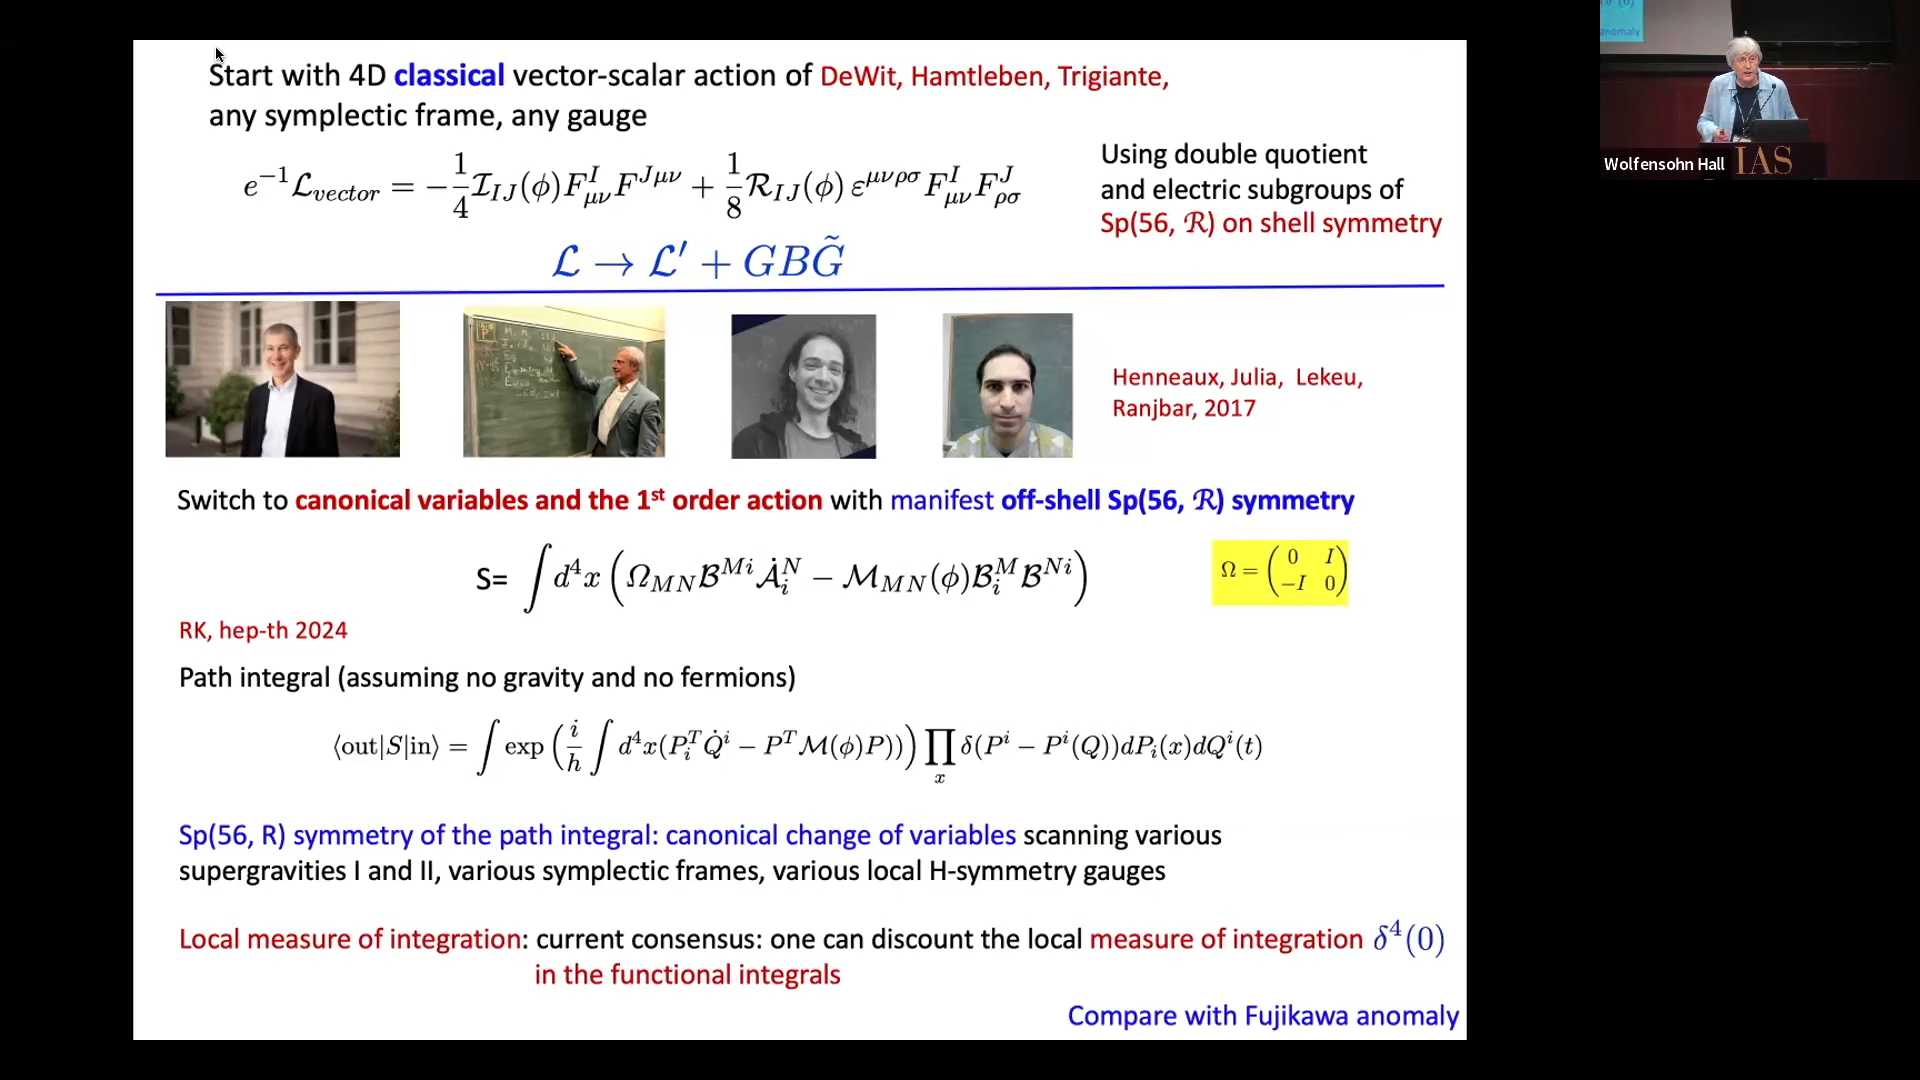 Start with 4D classical vector-scalar action of DeWit, Hamtleben, Trigiante,
any symplectic frame, any gauge
e⁻¹ℒ_vector = −1/4 ℐ_IJ(ϕ)F^I_μν F^Jμν + 1/8 ℛ_IJ(ϕ) ε^μνρσ F^I_μν F^J_ρσ
Using double quotient
and electric subgroups of
Sp(56, ℛ) on shell symmetry
ℒ → ℒ′ + GBG̃
Henneaux, Julia, Lekeu,
Ranjbar, 2017
Switch to canonical variables and the 1st order action with manifest off-shell Sp(56, ℛ) symmetry
S= ∫d⁴x (Ω_MN ℬ^Mi 𝒜̇^N_i − ℳ_MN(ϕ)ℬ^M_i ℬ^Ni)
Ω = (0 I
−I 0)
RK, hep-th 2024
Path integral (assuming no gravity and no fermions)
⟨out|S|in⟩ = ∫ exp (i/h ∫ d⁴x(P^T_i Q̇^i − P^T ℳ(ϕ)P))) ∏_x δ(P^i − P^i(Q))dP_i(x)dQ^i(t)
Sp(56, R) symmetry of the path integral: canonical change of variables scanning various
supergravities I and II, various symplectic frames, various local H-symmetry gauges
Local measure of integration: current consensus: one can discount the local measure of integration δ⁴(0)
in the functional integrals
Compare with Fujikawa anomaly
anomaly
Wolfensohn Hall
IAS